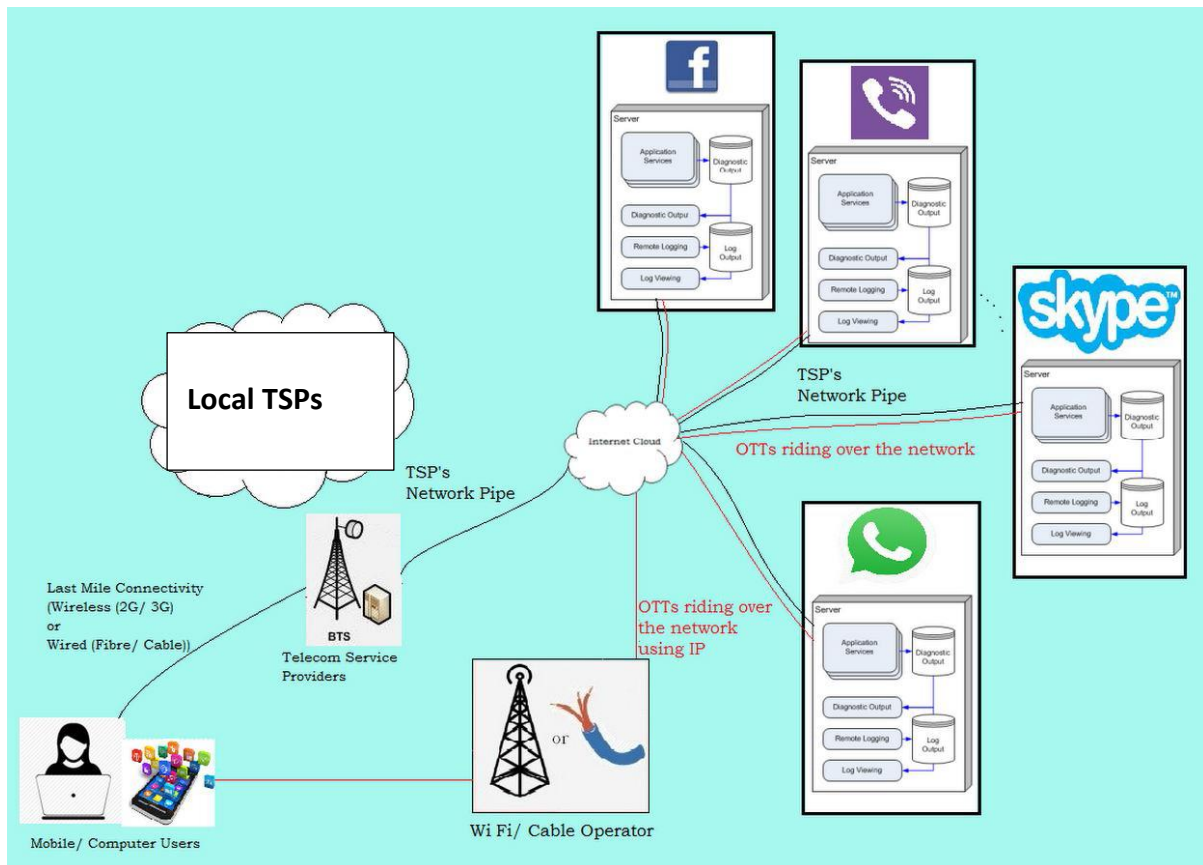 f
Server
Application
Services
Diagnostic
Output
Diagnostic Output
Remote Logging
Log
Output
Log Viewing
Server
Application
Services
Diagnostic
Output
Diagnostic Output
Remote Logging
Log
Output
Log Viewing
skype™
Server
Application
Services
Diagnostic
Output
Diagnostic Output
Remote Logging
Log
Output
Log Viewing
Local TSPs
TSP's
Network Pipe
Internet Cloud
OTTs riding over the network
TSP's
Network Pipe
Last Mile Connectivity
(Wireless (2G/ 3G)
or
Wired (Fibre/ Cable))
BTS
Telecom Service
Providers
OTTs riding over
the network
using IP
Server
Application
Services
Diagnostic
Output
Diagnostic Output
Remote Logging
Log
Output
Log Viewing
or
Wi Fi/ Cable Operator
Mobile/ Computer Users